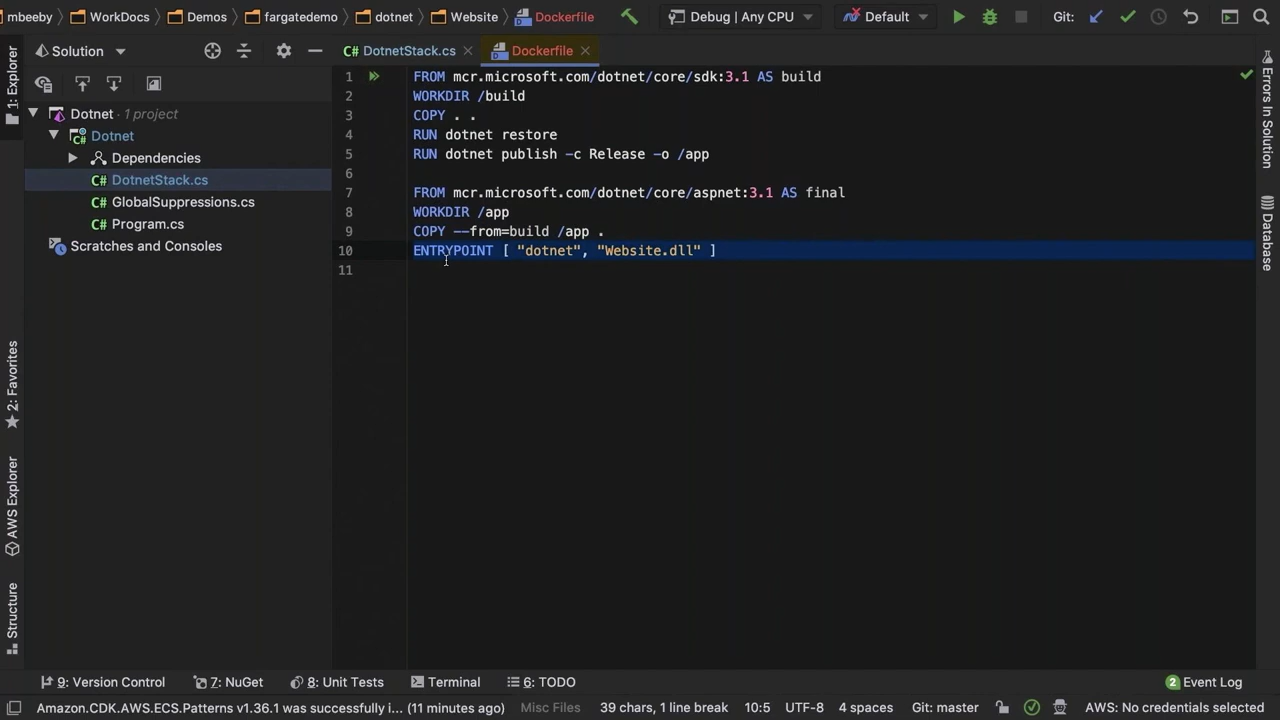 mbeeby WorkDocs Demos fargatedemo dotnet Website Dockerfile Debug | Any CPU Default Git:
1: Explorer
Solution
DotnetStack.cs Dockerfile
Dotnet · 1 project
Dotnet
Dependencies
DotnetStack.cs
GlobalSuppressions.cs
Program.cs
Scratches and Consoles
1 FROM mcr.microsoft.com/dotnet/core/sdk:3.1 AS build
2 WORKDIR /build
3 COPY . .
4 RUN dotnet restore
5 RUN dotnet publish -c Release -o /app
6
7 FROM mcr.microsoft.com/dotnet/core/aspnet:3.1 AS final
8 WORKDIR /app
9 COPY --from=build /app .
10 ENTRYPOINT [ "dotnet", "Website.dll" ]
11
Errors In Solution
Database
2: Favorites
AWS Explorer
Structure
9: Version Control 7: NuGet 8: Unit Tests Terminal 6: TODO 2 Event Log
Amazon.CDK.AWS.ECS.Patterns v1.36.1 was successfully i... (11 minutes ago) Misc Files 39 chars, 1 line break 10:5 UTF-8 4 spaces Git: master AWS: No credentials selected